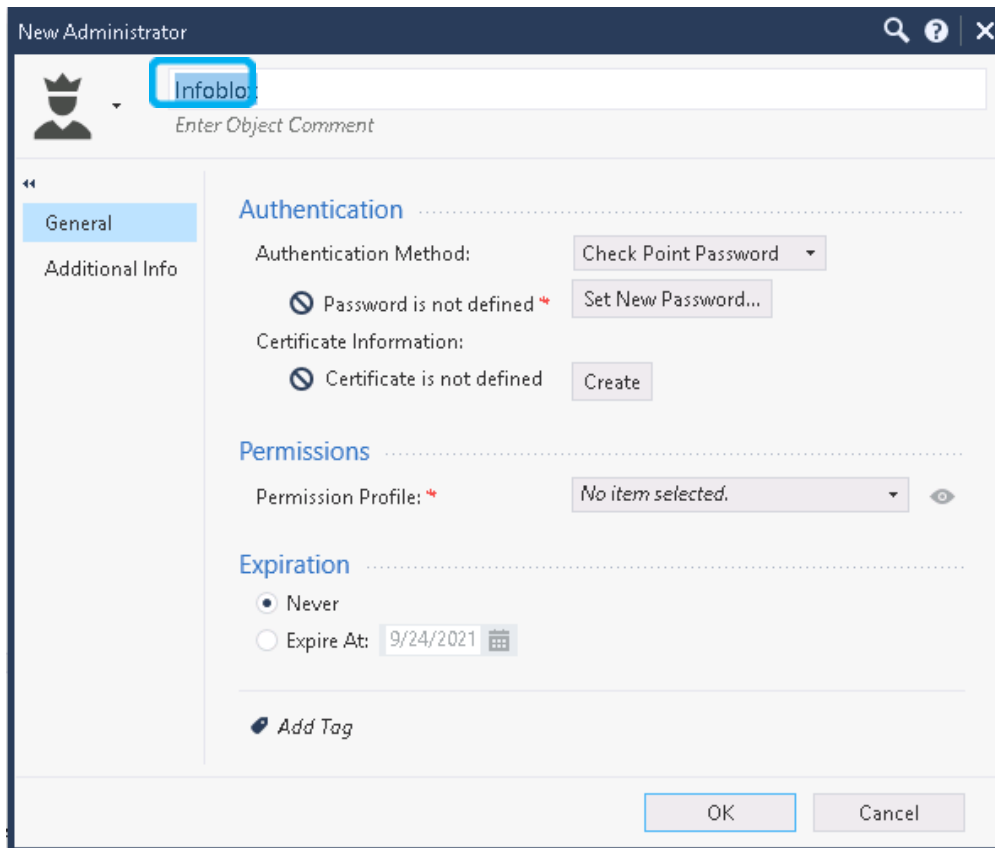 New Administrator
Infoblox
Enter Object Comment
General
Additional Info
Authentication
Authentication Method: Check Point Password
Password is not defined * Set New Password...
Certificate Information:
Certificate is not defined Create
Permissions
Permission Profile: * No item selected.
Expiration
Never
Expire At: 9/24/2021
Add Tag
OK Cancel